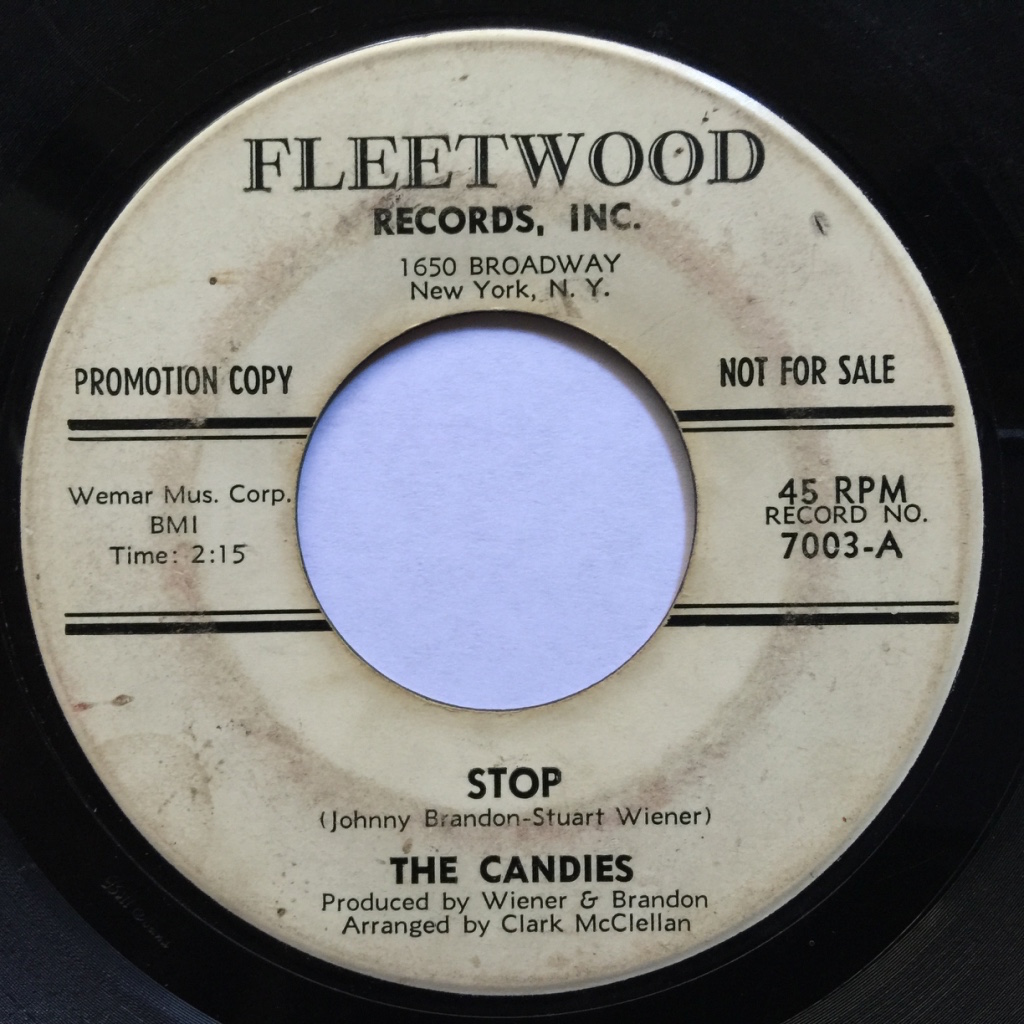 FLEETWOOD
RECORDS, INC.
1650 BROADWAY
New York, N. Y.
PROMOTION COPY
NOT FOR SALE
Wemar Mus. Corp.
BMI
Time: 2:15
45 RPM
RECORD NO.
7003-A
STOP
(Johnny Brandon-Stuart Wiener)
THE CANDIES
Produced by Wiener & Brandon
Arranged by Clark McClellan